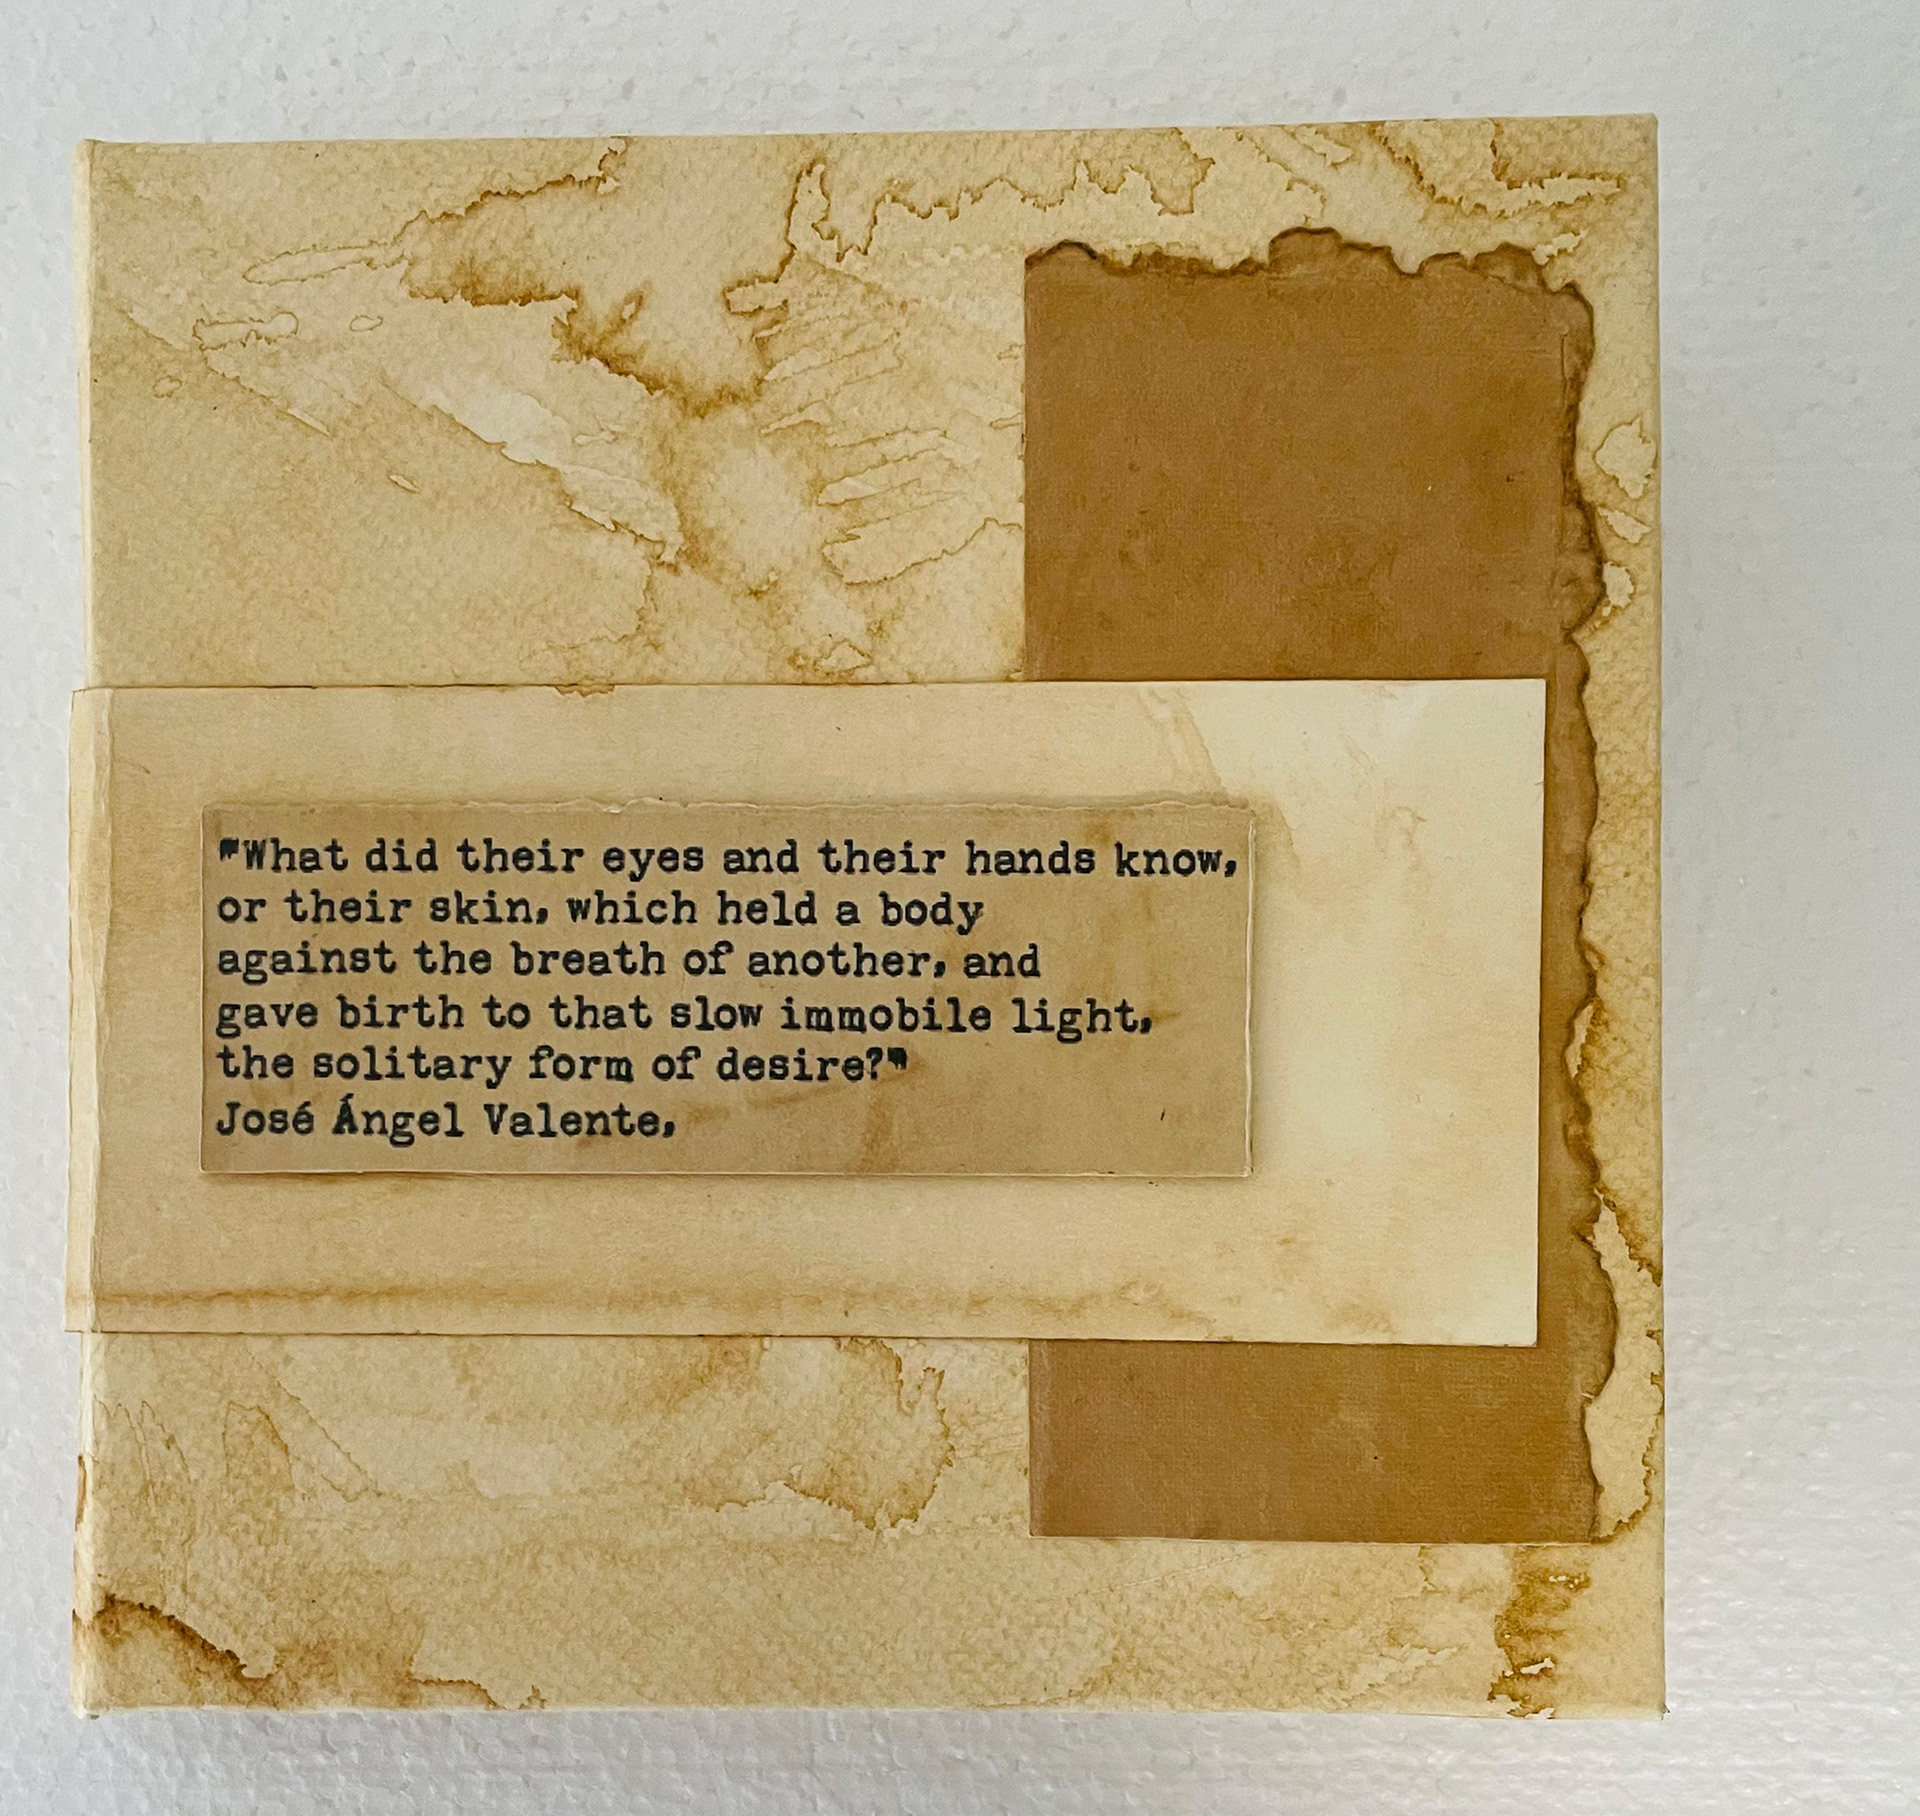 "What did their eyes and their hands know,
or their skin, which held a body
against the breath of another, and
gave birth to that slow immobile light,
the solitary form of desire?"
José Ángel Valente,